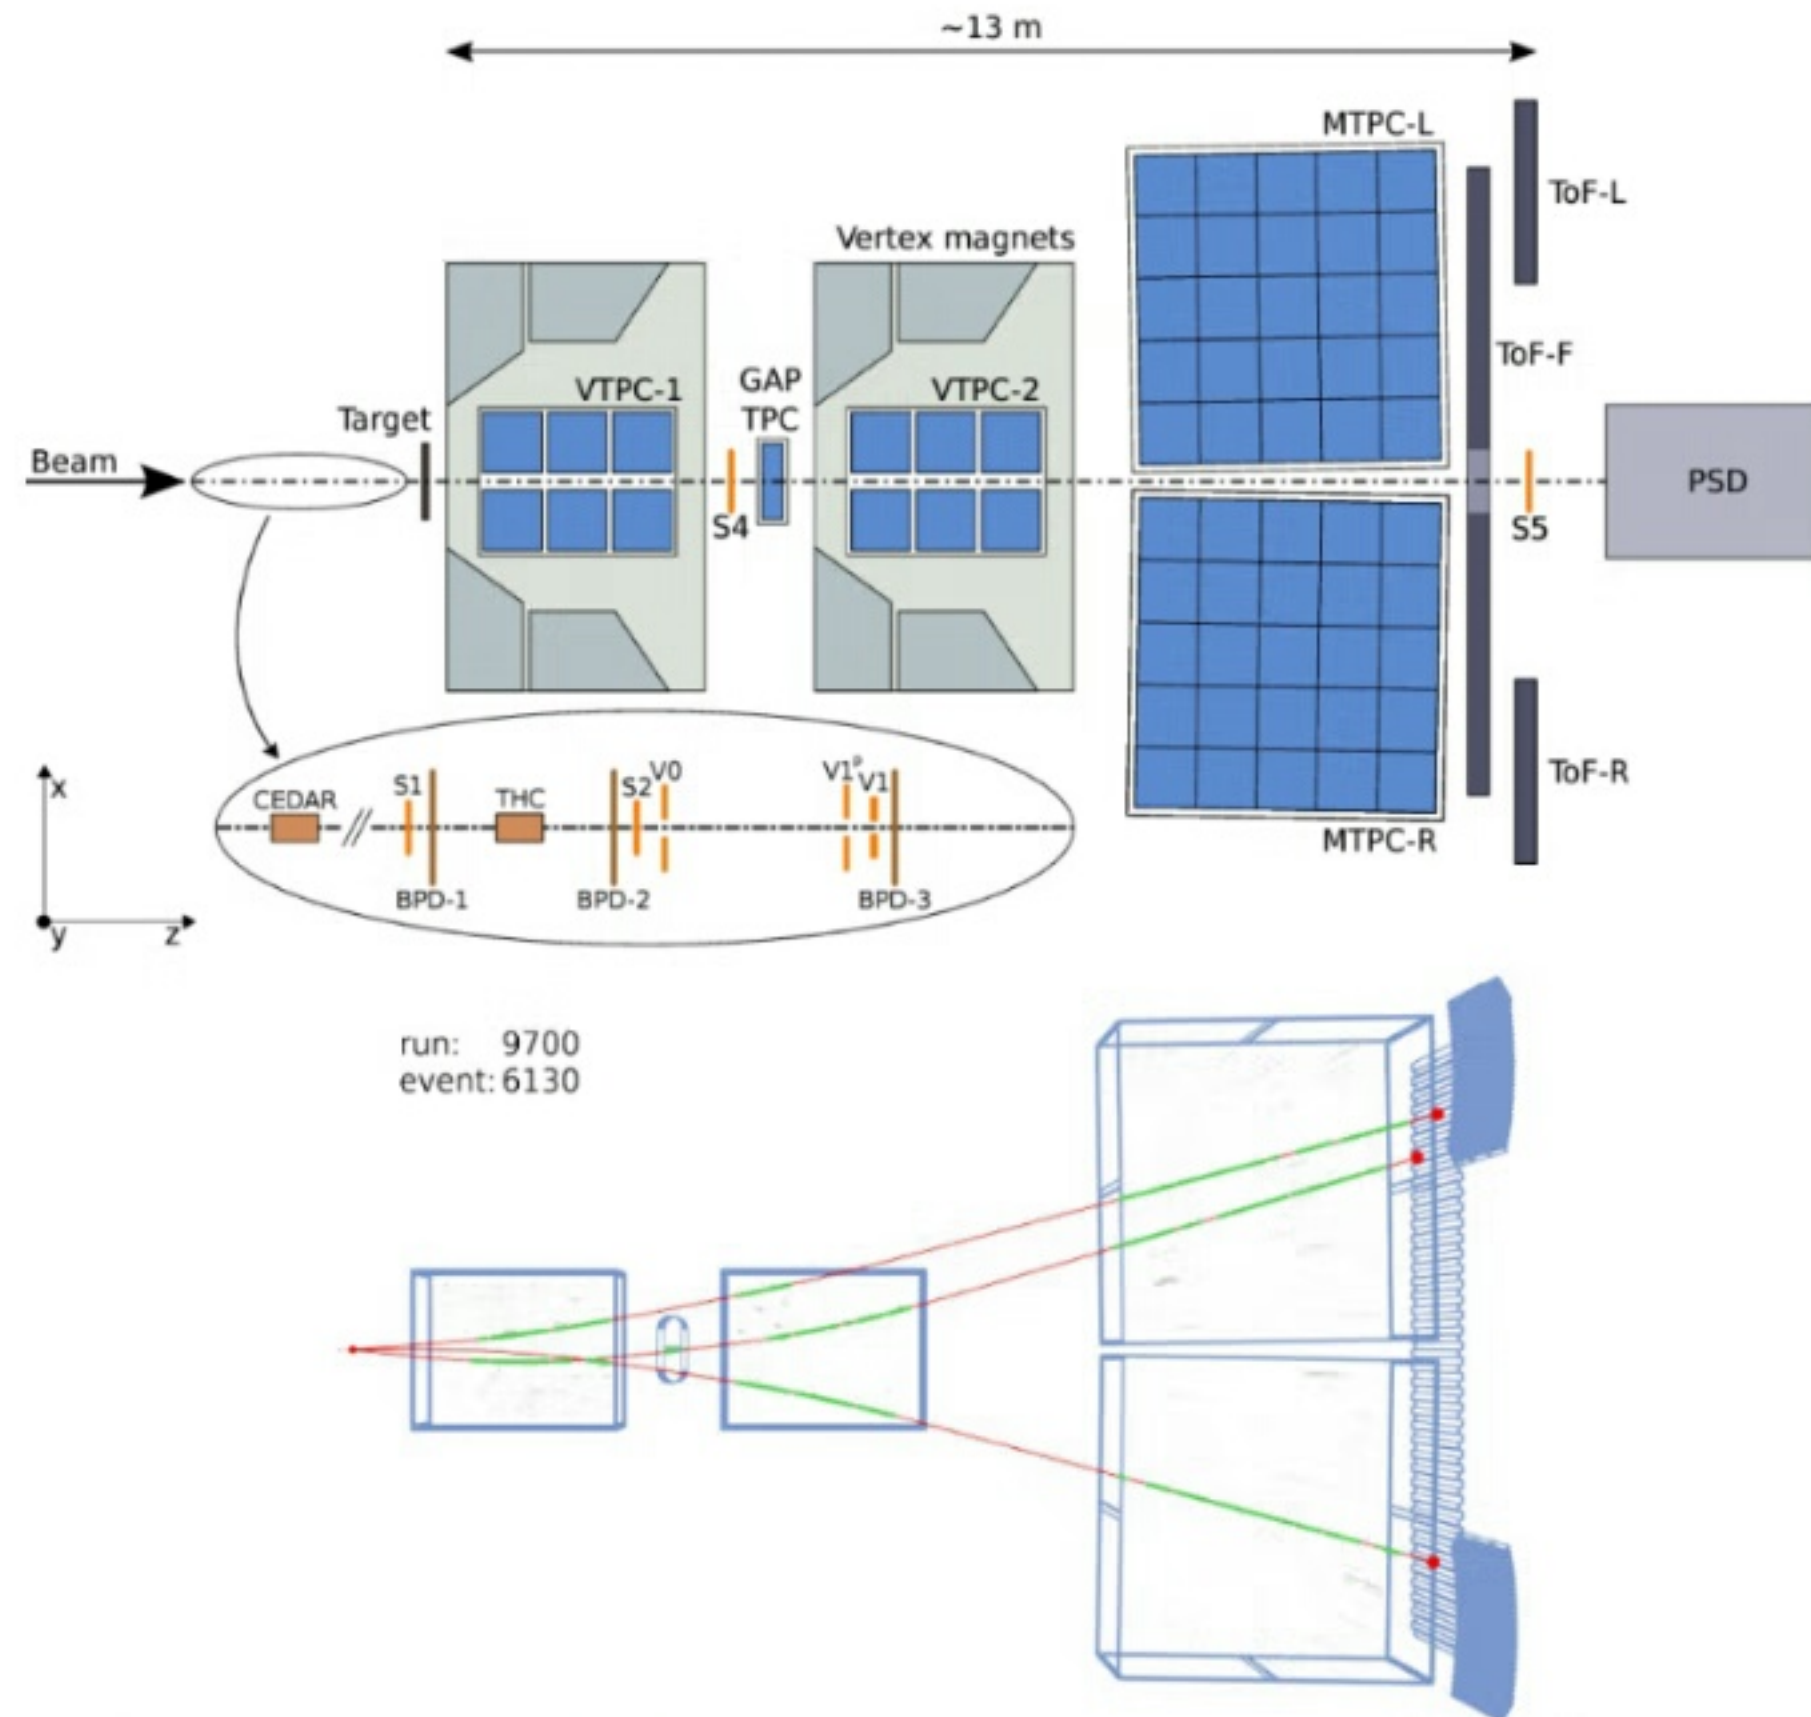 ~13 m
MTPC-L
ToF-L
Vertex magnets
ToF-F
GAP
TPC
VTPC-1
VTPC-2
Target
Beam
PSD
S4
S5
ToF-R
MTPC-R
x
y
z
CEDAR
S1
THC
S2
V0
V1ᵖ
V1
BPD-1
BPD-2
BPD-3
run: 9700
event: 6130